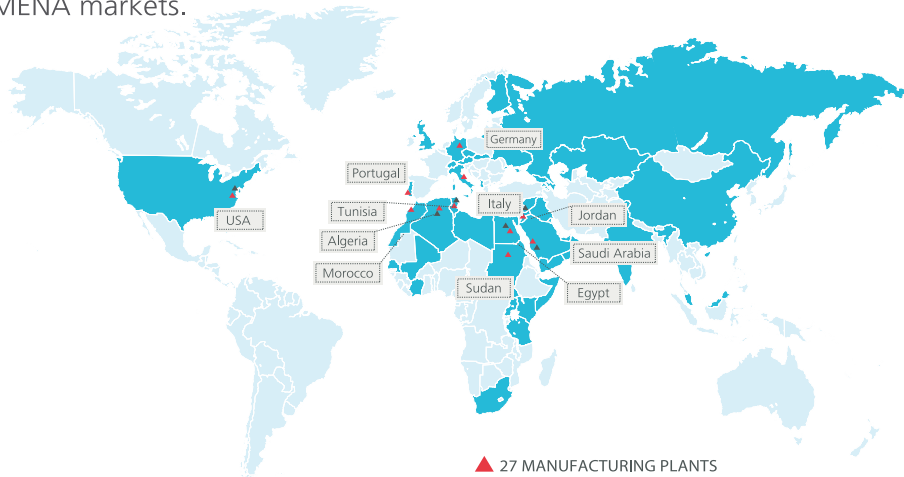 MENA markets.
Germany
Portugal
Tunisia
Italy
Jordan
USA
Algeria
Saudi Arabia
Morocco
Sudan
Egypt
27 MANUFACTURING PLANTS